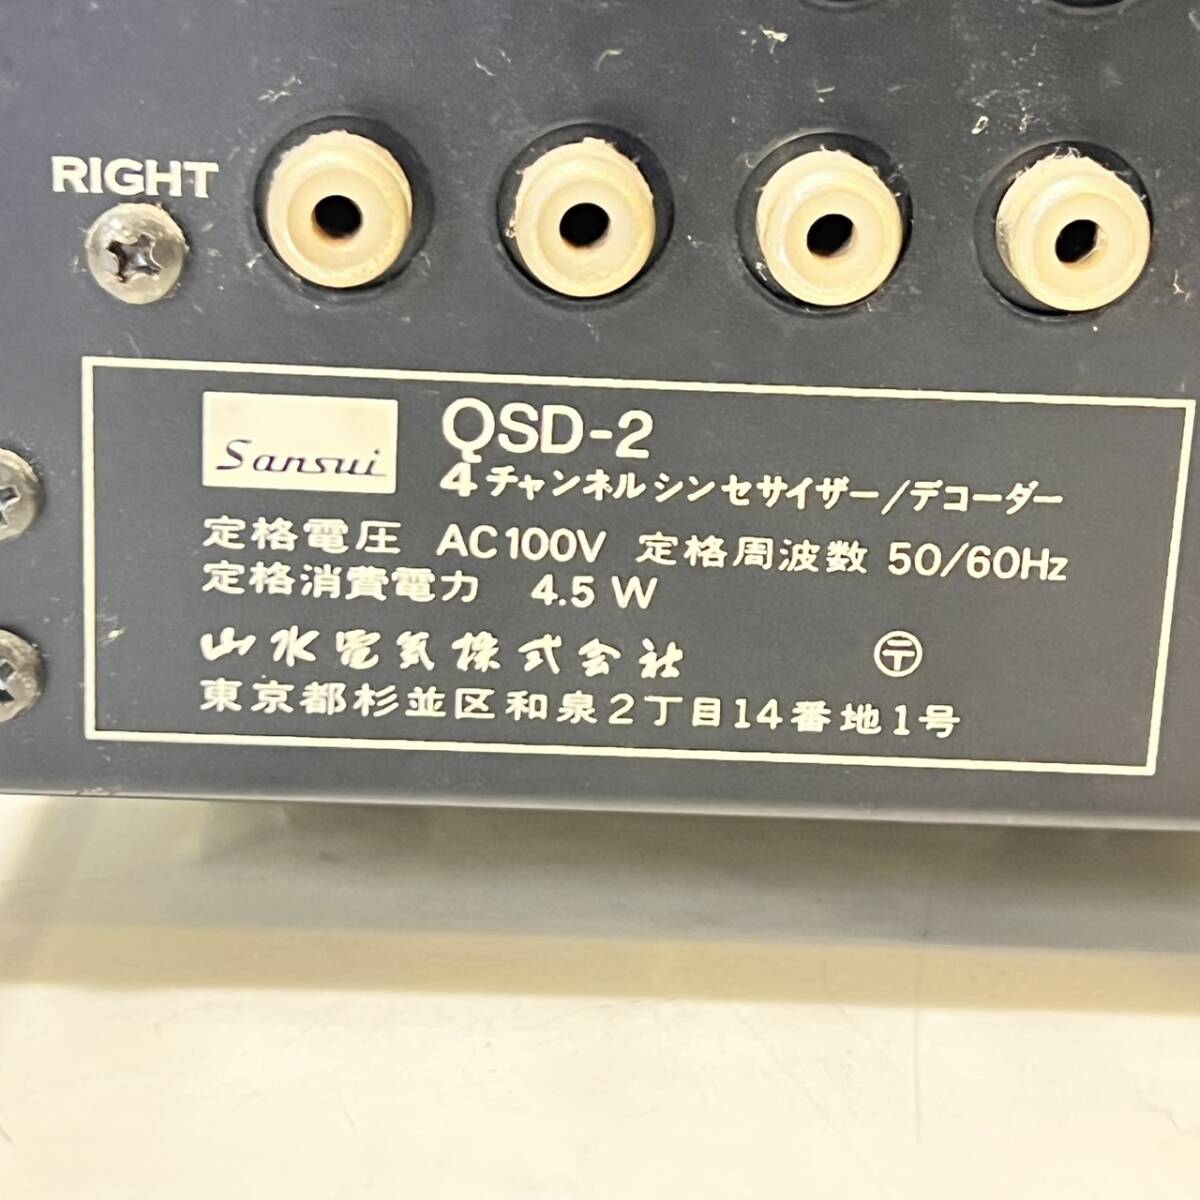 RIGHT
Sansui QSD-2
4チャンネルシンセサイザー/デコーダー
定格電圧 AC100V 定格周波数 50/60Hz
定格消費電力 4.5W
山水電気株式会社 〒
東京都杉並区和泉2丁目14番地1号